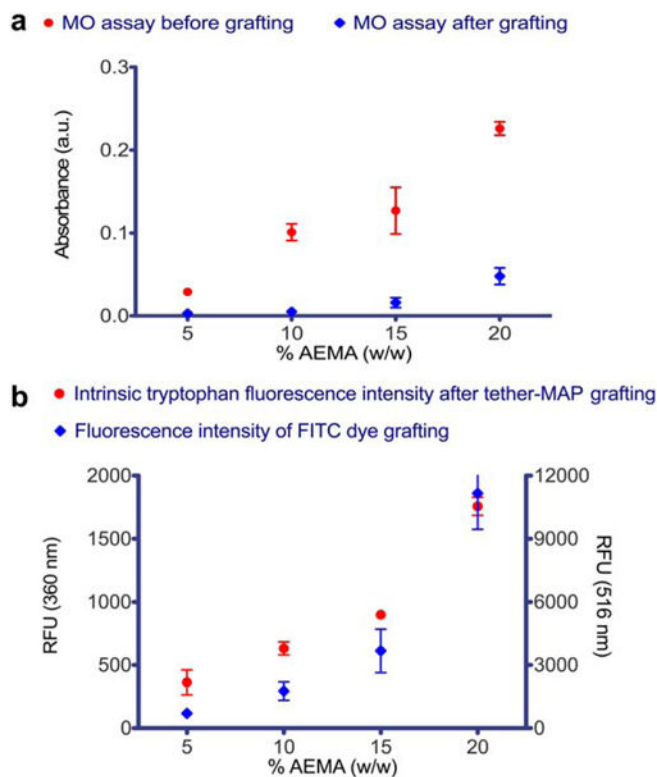 a
MO assay before grafting MO assay after grafting
0.3
0.2
0.1
0.0
Absorbance (a.u.)
5 10 15 20
% AEMA (w/w)
b
Intrinsic tryptophan fluorescence intensity after tether-MAP grafting
Fluorescence intensity of FITC dye grafting
2000 12000
1500 9000
1000 6000
500 3000
0 0
RFU (360 nm)
RFU (516 nm)
5 10 15 20
% AEMA (w/w)